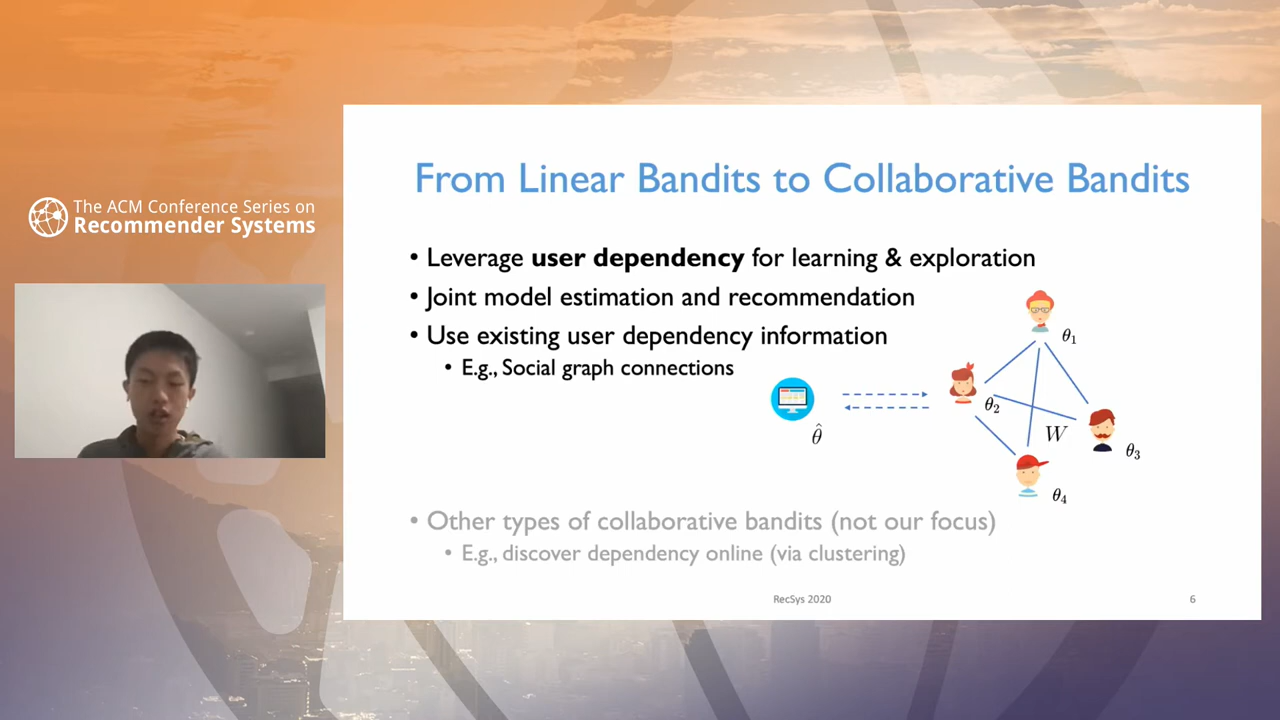 The ACM Conference Series on
Recommender Systems
From Linear Bandits to Collaborative Bandits
• Leverage user dependency for learning & exploration
• Joint model estimation and recommendation
• Use existing user dependency information
• E.g., Social graph connections
θ1
θ2
θ̂
W
θ3
θ4
• Other types of collaborative bandits (not our focus)
• E.g., discover dependency online (via clustering)
RecSys 2020
6